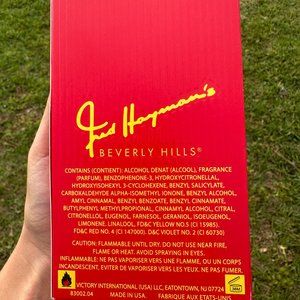 Fred Hayman's
BEVERLY HILLS®
CONTAINS (CONTENT): ALCOHOL DENAT (ALCOOL), FRAGRANCE
(PARFUM), BENZOPHENONE-3, HYDROXYCITRONELLAL,
HYDROXYISOHEXYL 3-CYCLOHEXENE, BENZYL SALICYLATE,
CARBOXALDEHYDE ALPHA-ISOMETHYL IONONE, BENZYL ALCOHOL,
AMYL CINNAMAL, BENZYL BENZOATE, BENZYL CINNAMATE,
BUTYLPHENYL METHYLPROPIONAL, CINNAMYL ALCOHOL, CITRAL,
CITRONELLOL, EUGENOL, FARNESOL, GERANIOL, ISOEUGENOL,
LIMONENE, LINALOOL, FD&C YELLOW NO.5 (CI 15985),
FD&C RED NO.4 (CI 147000), D&C VIOLET NO.2 (CI 60730)
CAUTION: FLAMMABLE UNTIL DRY. DO NOT USE NEAR FIRE,
FLAME OR HEAT. AVOID SPRAYING IN EYES.
INFLAMMABLE: NE PAS VAPORISER VERS UNE FLAMME, OU UN CORPS
INCANDESCENT, EVITER DE VAPORISER VERS LES YEUX, NE PAS FUMER.
VICTORY INTERNATIONAL (USA) LLC, EATONTOWN, NJ 07724
83002.04 MADE IN USA FABRIQUE AUX ETATS-UNIS